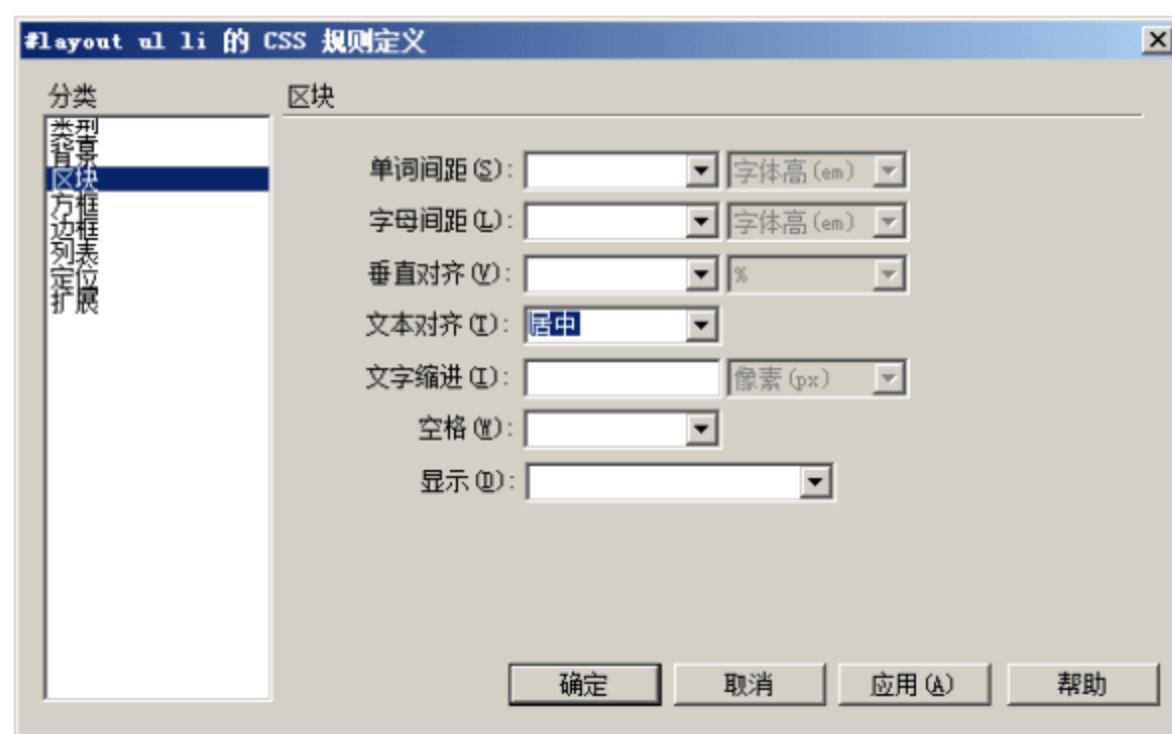 #layout ul li 的 CSS 规则定义
分类
区块
类型
背景
区块
方框
边框
列表
定位
扩展
单词间距(S): 字体高(em)
字母间距(L): 字体高(em)
垂直对齐(V): %
文本对齐(T): 居中
文字缩进(I): 像素(px)
空格(W):
显示(D):
确定 取消 应用(A) 帮助